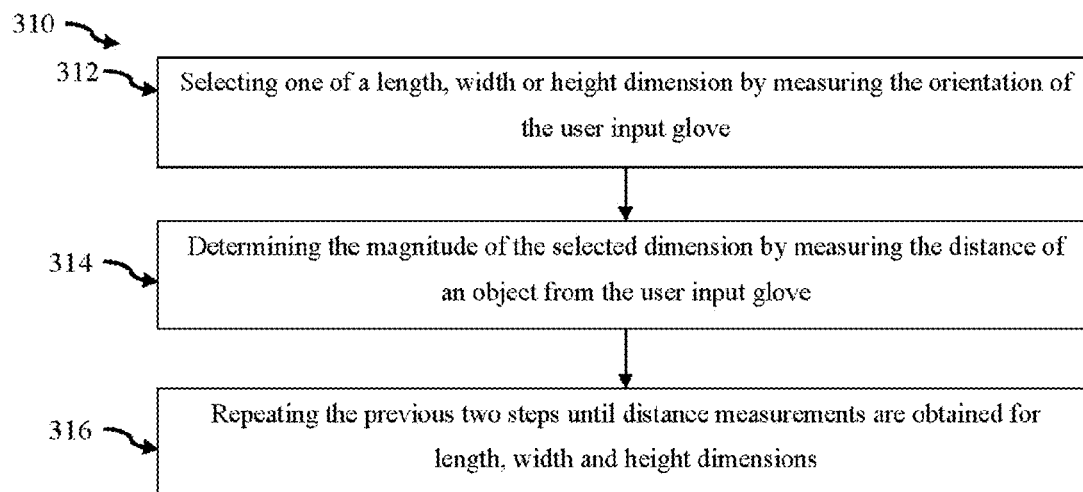 310
312
Selecting one of a length, width or height dimension by measuring the orientation of
the user input glove
314
Determining the magnitude of the selected dimension by measuring the distance of
an object from the user input glove
316
Repeating the previous two steps until distance measurements are obtained for
length, width and height dimensions